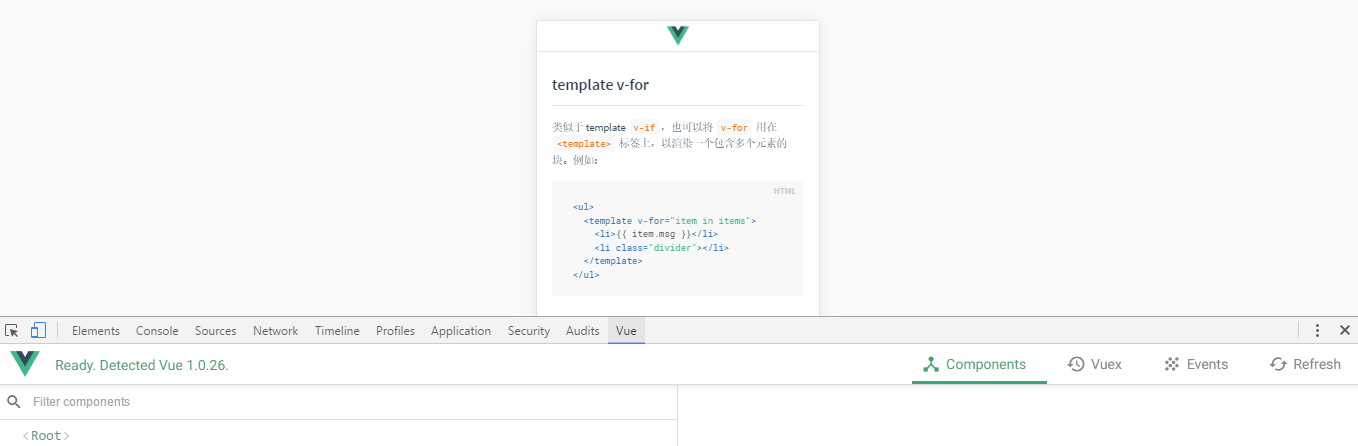 template v-for
类似于 template v-if，也可以将 v-for 用在
<template> 标签上，以渲染一个包含多个元素的
块。例如：
HTML
<ul>
<template v-for="item in items">
<li>{{ item.msg }}</li>
<li class="divider"></li>
</template>
</ul>
Elements Console Sources Network Timeline Profiles Application Security Audits Vue
Ready. Detected Vue 1.0.26. Components Vuex Events Refresh
Filter components
<Root>